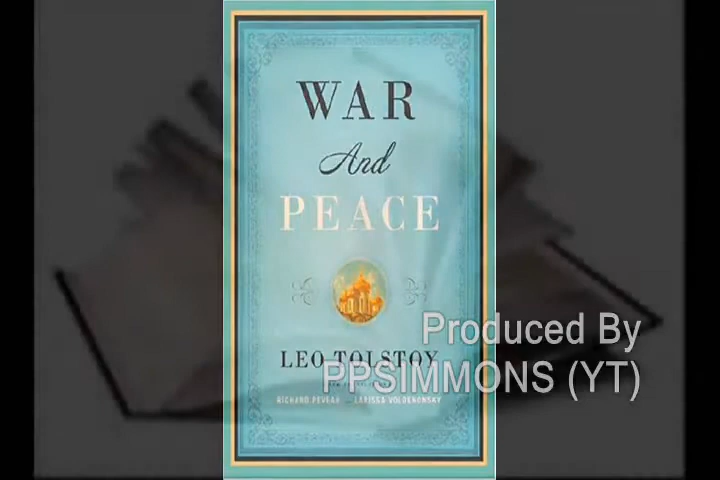 WAR
And
PEACE
Produced By
LEO TOLSTOY
PPSIMMONS (YT)
RICHARD PEVEAR LARISSA VOLOKHONSKY